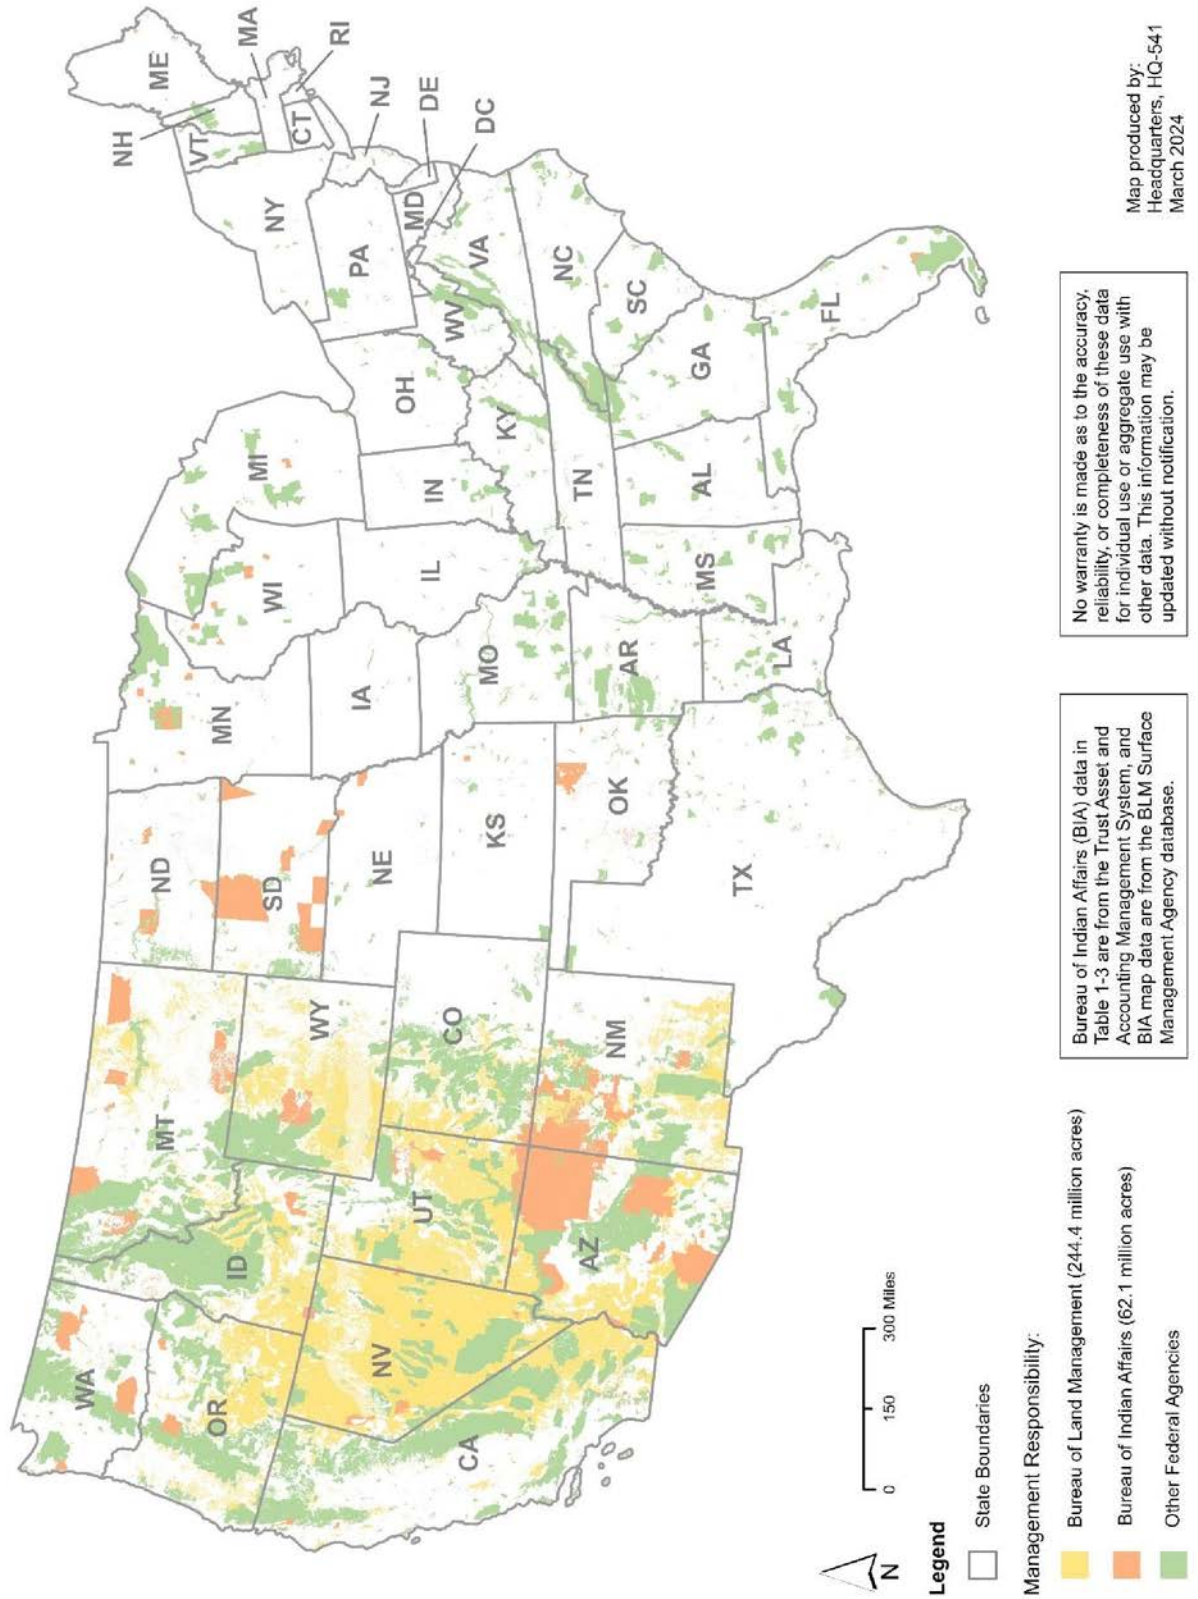 WA
OR
CA
NV
ID
MT
WY
UT
AZ
CO
NM
ND
SD
NE
KS
OK
TX
MN
IA
MO
AR
LA
WI
IL
MS
MI
IN
KY
TN
AL
OH
WV
GA
FL
SC
NC
VA
PA
NY
MD
VT
NH
ME
MA
RI
CT
NJ
DE
DC
N
0 150 300 Miles
Legend
State Boundaries
Management Responsibility:
Bureau of Land Management (244.4 million acres)
Bureau of Indian Affairs (62.1 million acres)
Other Federal Agencies
Bureau of Indian Affairs (BIA) data in
Table 1-3 are from the Trust Asset and
Accounting Management System, and
BIA map data are from the BLM Surface
Management Agency database.
No warranty is made as to the accuracy,
reliability, or completeness of these data
for individual use or aggregate use with
other data. This information may be
updated without notification.
Map produced by:
Headquarters, HQ-541
March 2024